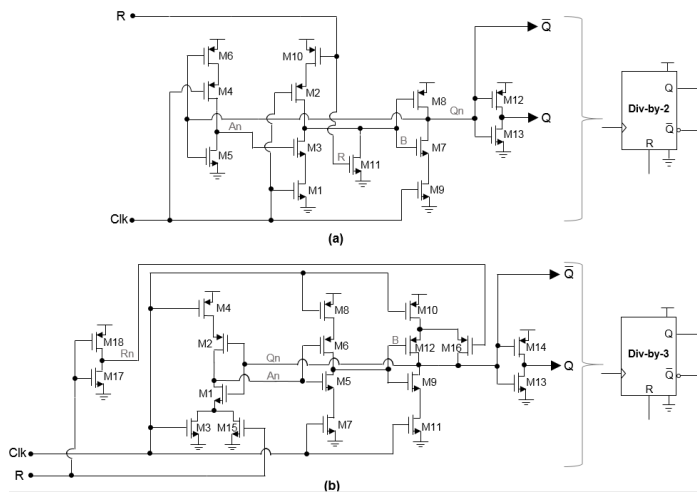 R
Q̅
M6
M10
M4
M2
M8
M12
Qn
Q
An
M3
B
M7
M13
M5
R
M11
M1
M9
Clk
(a)
Div-by-2
Q
Q̅
R
M4
M8
M10
Q̅
M18
M2
M6
B
M12
M16
M14
Rn
Qn
Q
M17
An
M5
M9
M13
M1
M3
M15
M7
M11
Clk
R
(b)
Div-by-3
Q
Q̅
R